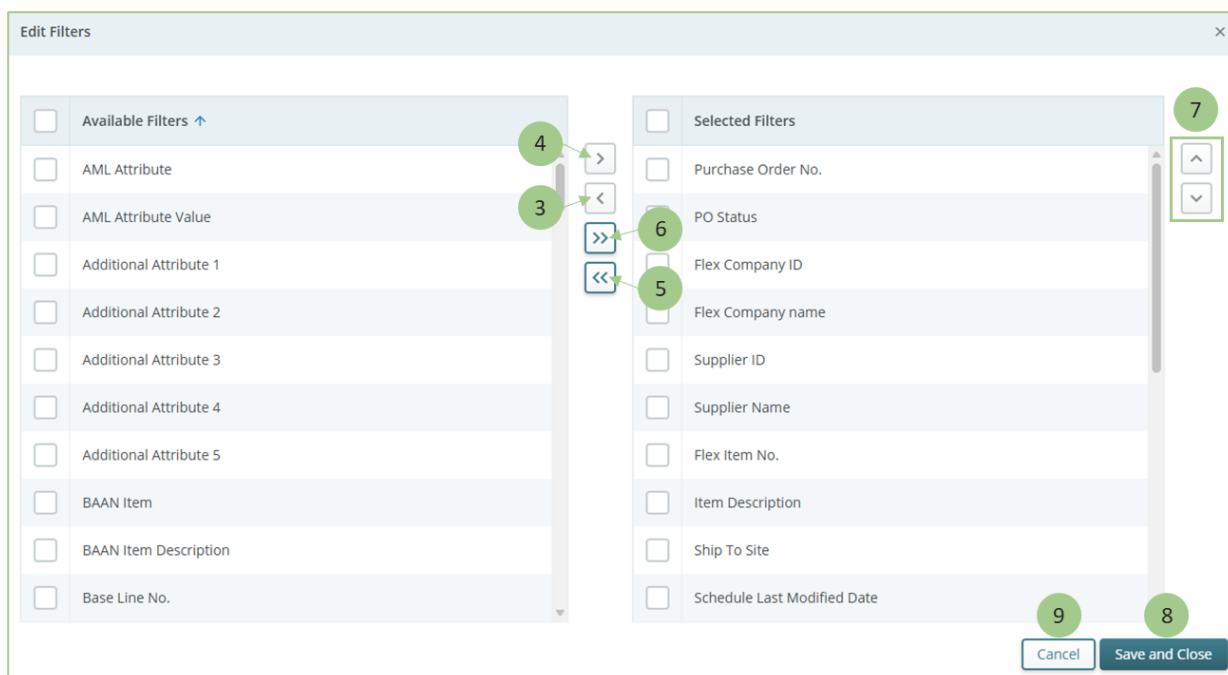 Edit Filters
Available Filters
AML Attribute
AML Attribute Value
Additional Attribute 1
Additional Attribute 2
Additional Attribute 3
Additional Attribute 4
Additional Attribute 5
BAAN Item
BAAN Item Description
Base Line No.
4
3
6
5
Selected Filters
Purchase Order No.
PO Status
Flex Company ID
Flex Company name
Supplier ID
Supplier Name
Flex Item No.
Item Description
Ship To Site
Schedule Last Modified Date
7
9
8
Cancel
Save and Close